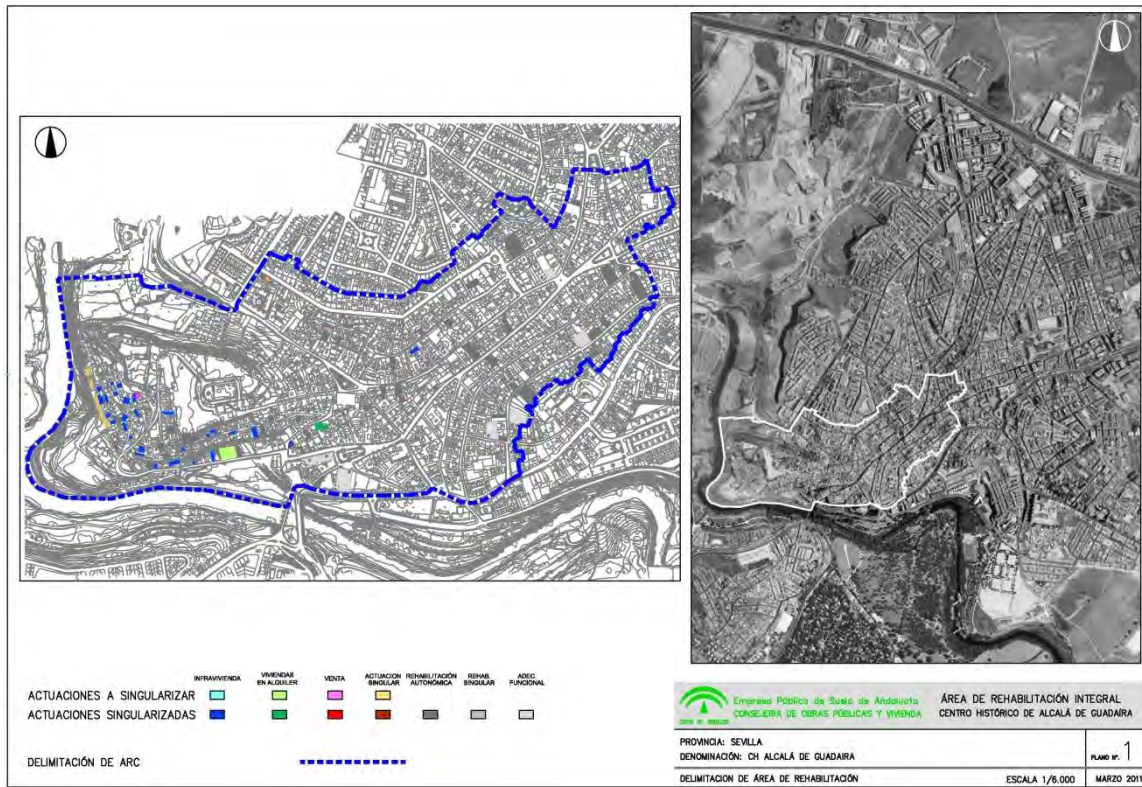 INFRAVIVIENDA
VIVIENDAS
EN ALQUILER
VENTA
ACTUACION
SINGULAR
REHABILITACIÓN
AUTONÓMICA
REHAB.
SINGULAR
ADEC.
FUNCIONAL
ACTUACIONES A SINGULARIZAR
ACTUACIONES SINGULARIZADAS
DELIMITACIÓN DE ARC
Empresa Pública de Suelo de Andalucía
CONSEJERIA DE OBRAS PÚBLICAS Y VIVIENDA
ÁREA DE REHABILITACIÓN INTEGRAL
CENTRO HISTÓRICO DE ALCALÁ DE GUADAÍRA
PROVINCIA: SEVILLA
DENOMINACIÓN: CH ALCALÁ DE GUADAIRA
PLANO Nº. 1
DELIMITACION DE ÁREA DE REHABILITACIÓN
ESCALA 1/6.000
MARZO 2011